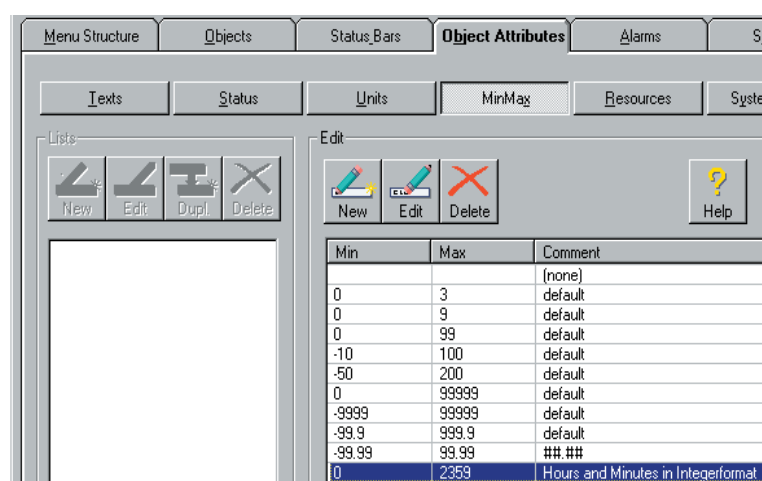 Menu Structure Objects Status_Bars Object Attributes Alarms
Texts Status Units MinMax Resources
Lists Edit
New Edit Dupl. Delete New Edit Delete Help
Min Max Comment
(none)
0 3 default
0 9 default
0 99 default
-10 100 default
-50 200 default
0 99999 default
-9999 99999 default
-99.9 999.9 default
-99.99 99.99 ##.##
0 2359 Hours and Minutes in Integerformat